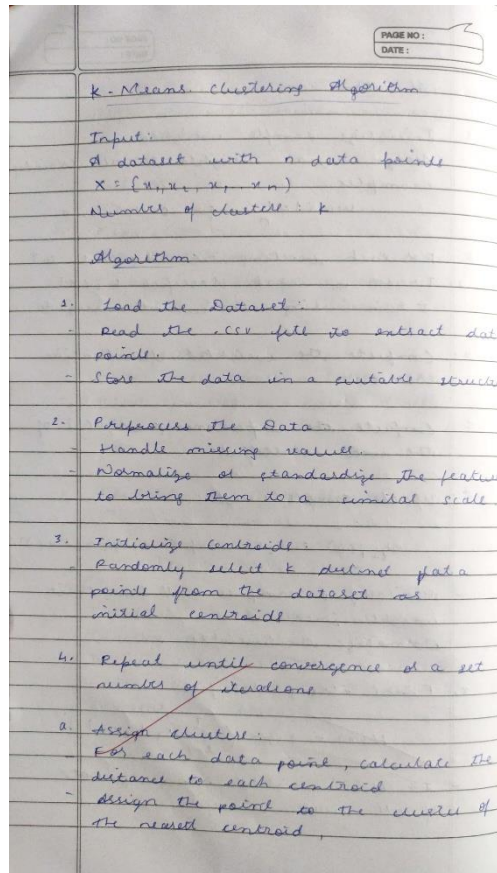 PAGE NO :
DATE :
K - Means Clustering Algorithm
Input :
A dataset with n data points
X = {x1, x2, x, .. xn)
Number of clusters : k
Algorithm
1. Load the Dataset :
- Read the .csv file to extract dat
points.
- Store the data in a suitable structu
2. Preprocess the Data
- Handle missing values.
- Normalize or standardize the featu
to bring them to a similar scale
3. Initialize Centroids :
- Randomly select k distinct data
points from the dataset as
initial centroids
4. Repeat until convergence or a set
number of iterations
a. Assign clusters :
- For each data point, calculate the
distance to each centroid
- Assign the point to the cluster of
the nearest centroid,